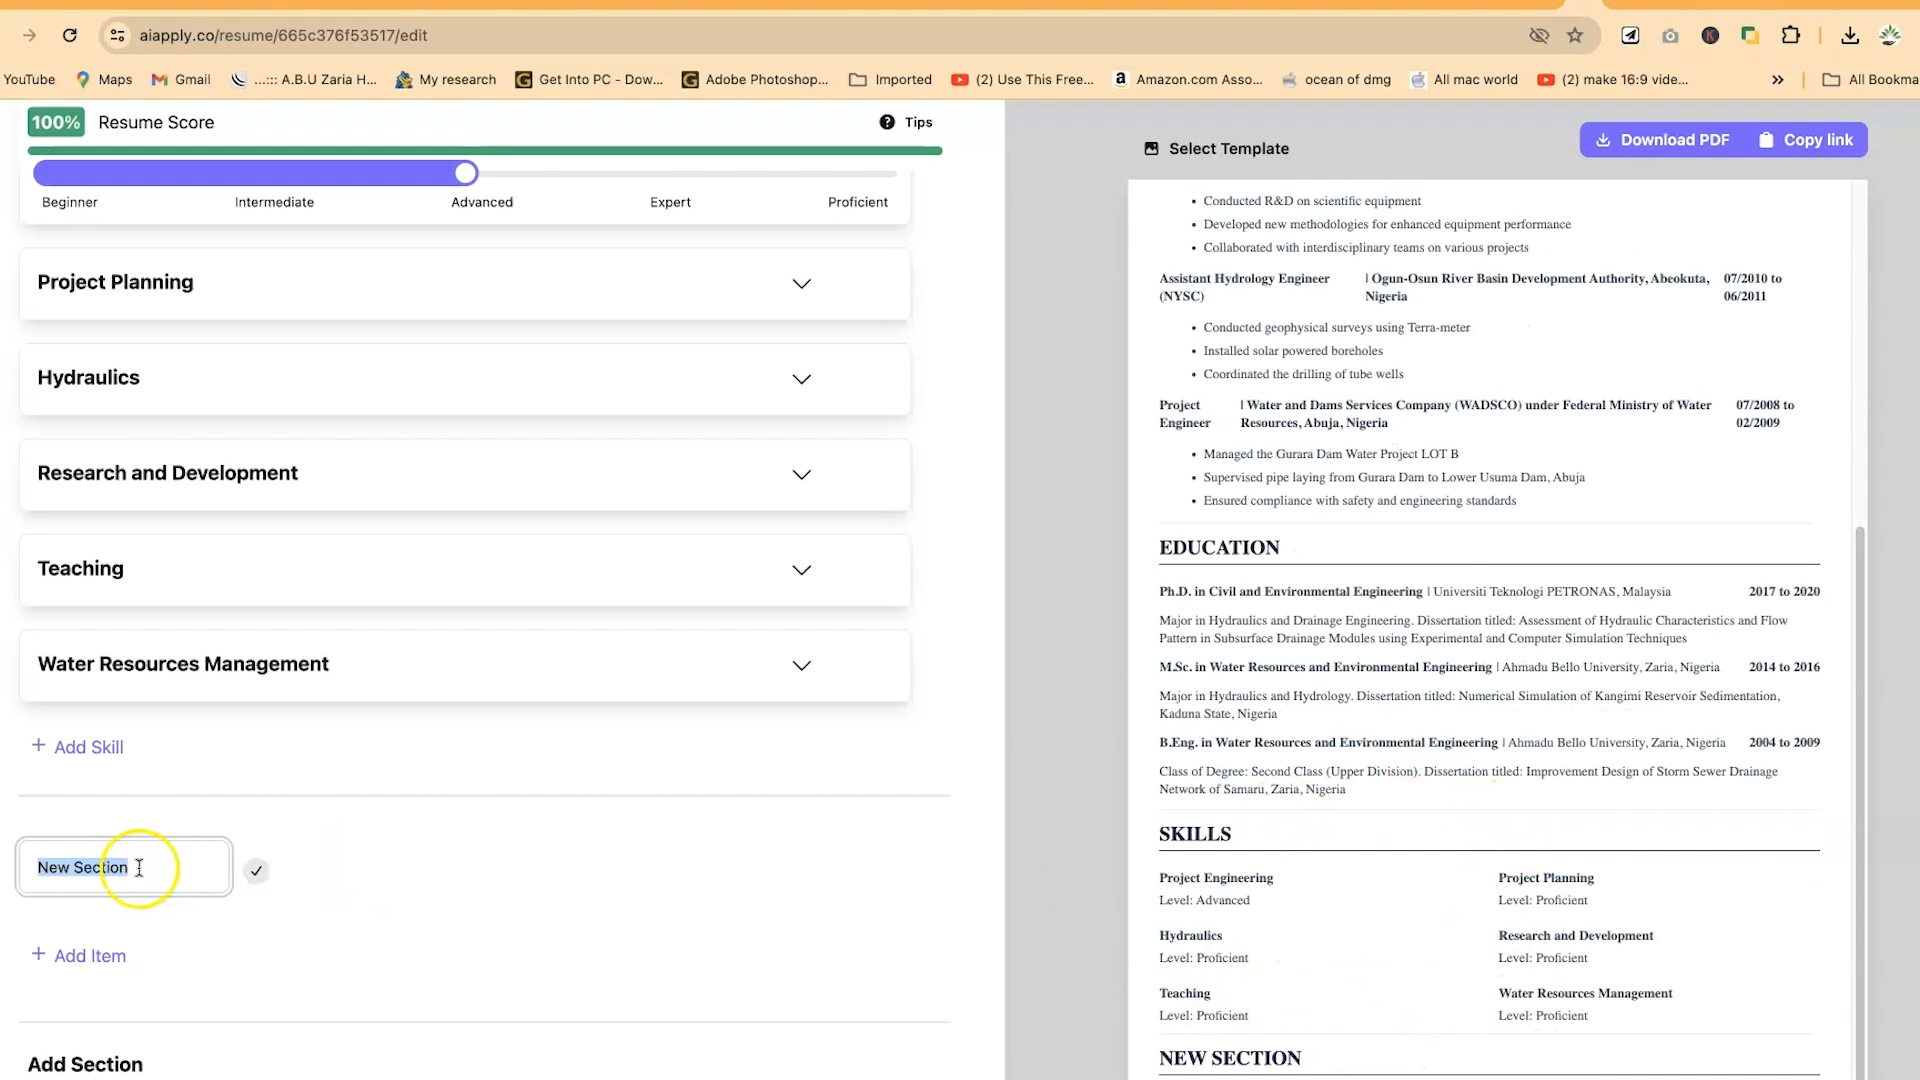 aiapply.co/resume/665c376f53517/edit
YouTube Maps Gmail ...::: A.B.U Zaria H... My research Get Into PC - Dow... Adobe Photoshop... Imported (2) Use This Free... Amazon.com Asso... ocean of dmg All mac world (2) make 16:9 vide... » All Bookma
100% Resume Score
Tips
Beginner Intermediate Advanced Expert Proficient
Project Planning
Hydraulics
Research and Development
Teaching
Water Resources Management
+ Add Skill
New Section
+ Add Item
Add Section
Select Template
Download PDF Copy link
• Conducted R&D on scientific equipment
• Developed new methodologies for enhanced equipment performance
• Collaborated with interdisciplinary teams on various projects
Assistant Hydrology Engineer | Ogun-Osun River Basin Development Authority, Abeokuta, 07/2010 to
(NYSC) Nigeria 06/2011
• Conducted geophysical surveys using Terra-meter
• Installed solar powered boreholes
• Coordinated the drilling of tube wells
Project | Water and Dams Services Company (WADSCO) under Federal Ministry of Water 07/2008 to
Engineer Resources, Abuja, Nigeria 02/2009
• Managed the Gurara Dam Water Project LOT B
• Supervised pipe laying from Gurara Dam to Lower Usuma Dam, Abuja
• Ensured compliance with safety and engineering standards
EDUCATION
Ph.D. in Civil and Environmental Engineering | Universiti Teknologi PETRONAS, Malaysia 2017 to 2020
Major in Hydraulics and Drainage Engineering. Dissertation titled: Assessment of Hydraulic Characteristics and Flow
Pattern in Subsurface Drainage Modules using Experimental and Computer Simulation Techniques
M.Sc. in Water Resources and Environmental Engineering | Ahmadu Bello University, Zaria, Nigeria 2014 to 2016
Major in Hydraulics and Hydrology. Dissertation titled: Numerical Simulation of Kangimi Reservoir Sedimentation,
Kaduna State, Nigeria
B.Eng. in Water Resources and Environmental Engineering | Ahmadu Bello University, Zaria, Nigeria 2004 to 2009
Class of Degree: Second Class (Upper Division). Dissertation titled: Improvement Design of Storm Sewer Drainage
Network of Samaru, Zaria, Nigeria
SKILLS
Project Engineering Project Planning
Level: Advanced Level: Proficient
Hydraulics Research and Development
Level: Proficient Level: Proficient
Teaching Water Resources Management
Level: Proficient Level: Proficient
NEW SECTION